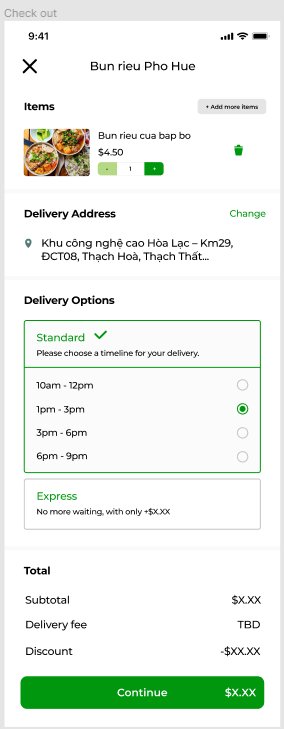 Check out
9:41
Bun rieu Pho Hue
Items
+ Add more items
Bun rieu cua bap bo
$4.50
- 1 +
Delivery Address
Change
Khu công nghệ cao Hòa Lạc – Km29,
ĐCT08, Thạch Hoà, Thạch Thất...
Delivery Options
Standard
Please choose a timeline for your delivery.
10am - 12pm
1pm - 3pm
3pm - 6pm
6pm - 9pm
Express
No more waiting, with only +$X.XX
Total
Subtotal $X.XX
Delivery fee TBD
Discount -$XX.XX
Continue $X.XX